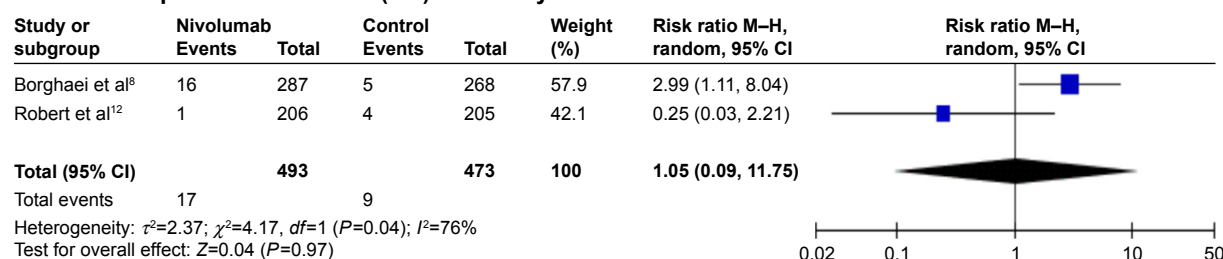 Study or subgroup Nivolumab Events Total Control Events Total Weight (%) Risk ratio M–H, random, 95% CI Risk ratio M–H, random, 95% CI
Borghaei et al⁸ 16 287 5 268 57.9 2.99 (1.11, 8.04)
Robert et al¹² 1 206 4 205 42.1 0.25 (0.03, 2.21)
Total (95% CI) 493 473 100 1.05 (0.09, 11.75)
Total events 17 9
Heterogeneity: τ²=2.37; χ²=4.17, df=1 (P=0.04); I²=76%
Test for overall effect: Z=0.04 (P=0.97)
0.02 0.1 1 10 50